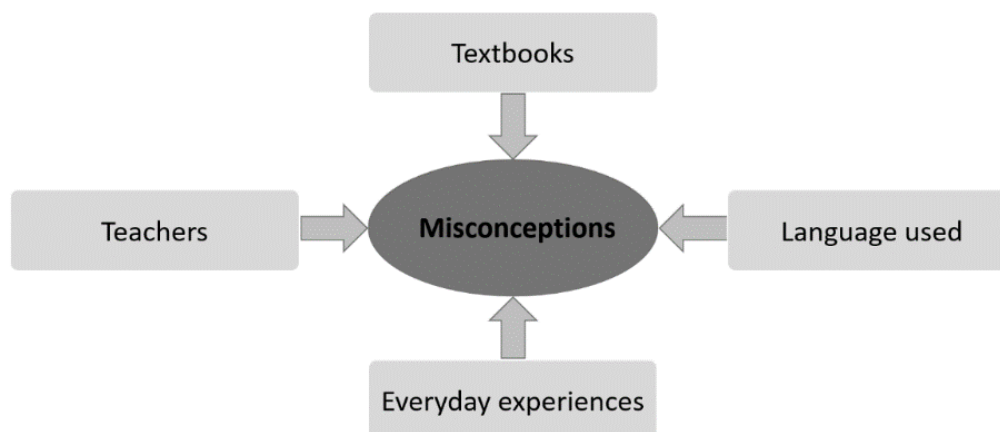 Textbooks
Teachers
Misconceptions
Language used
Everyday experiences